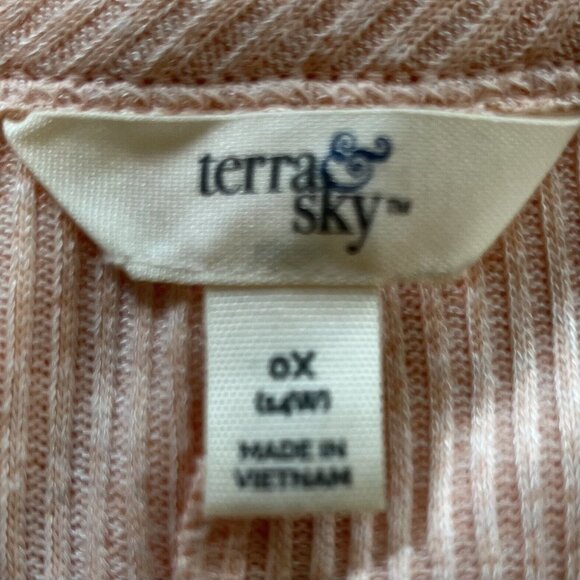 terra&
sky™
0X
(14W)
MADE IN
VIETNAM